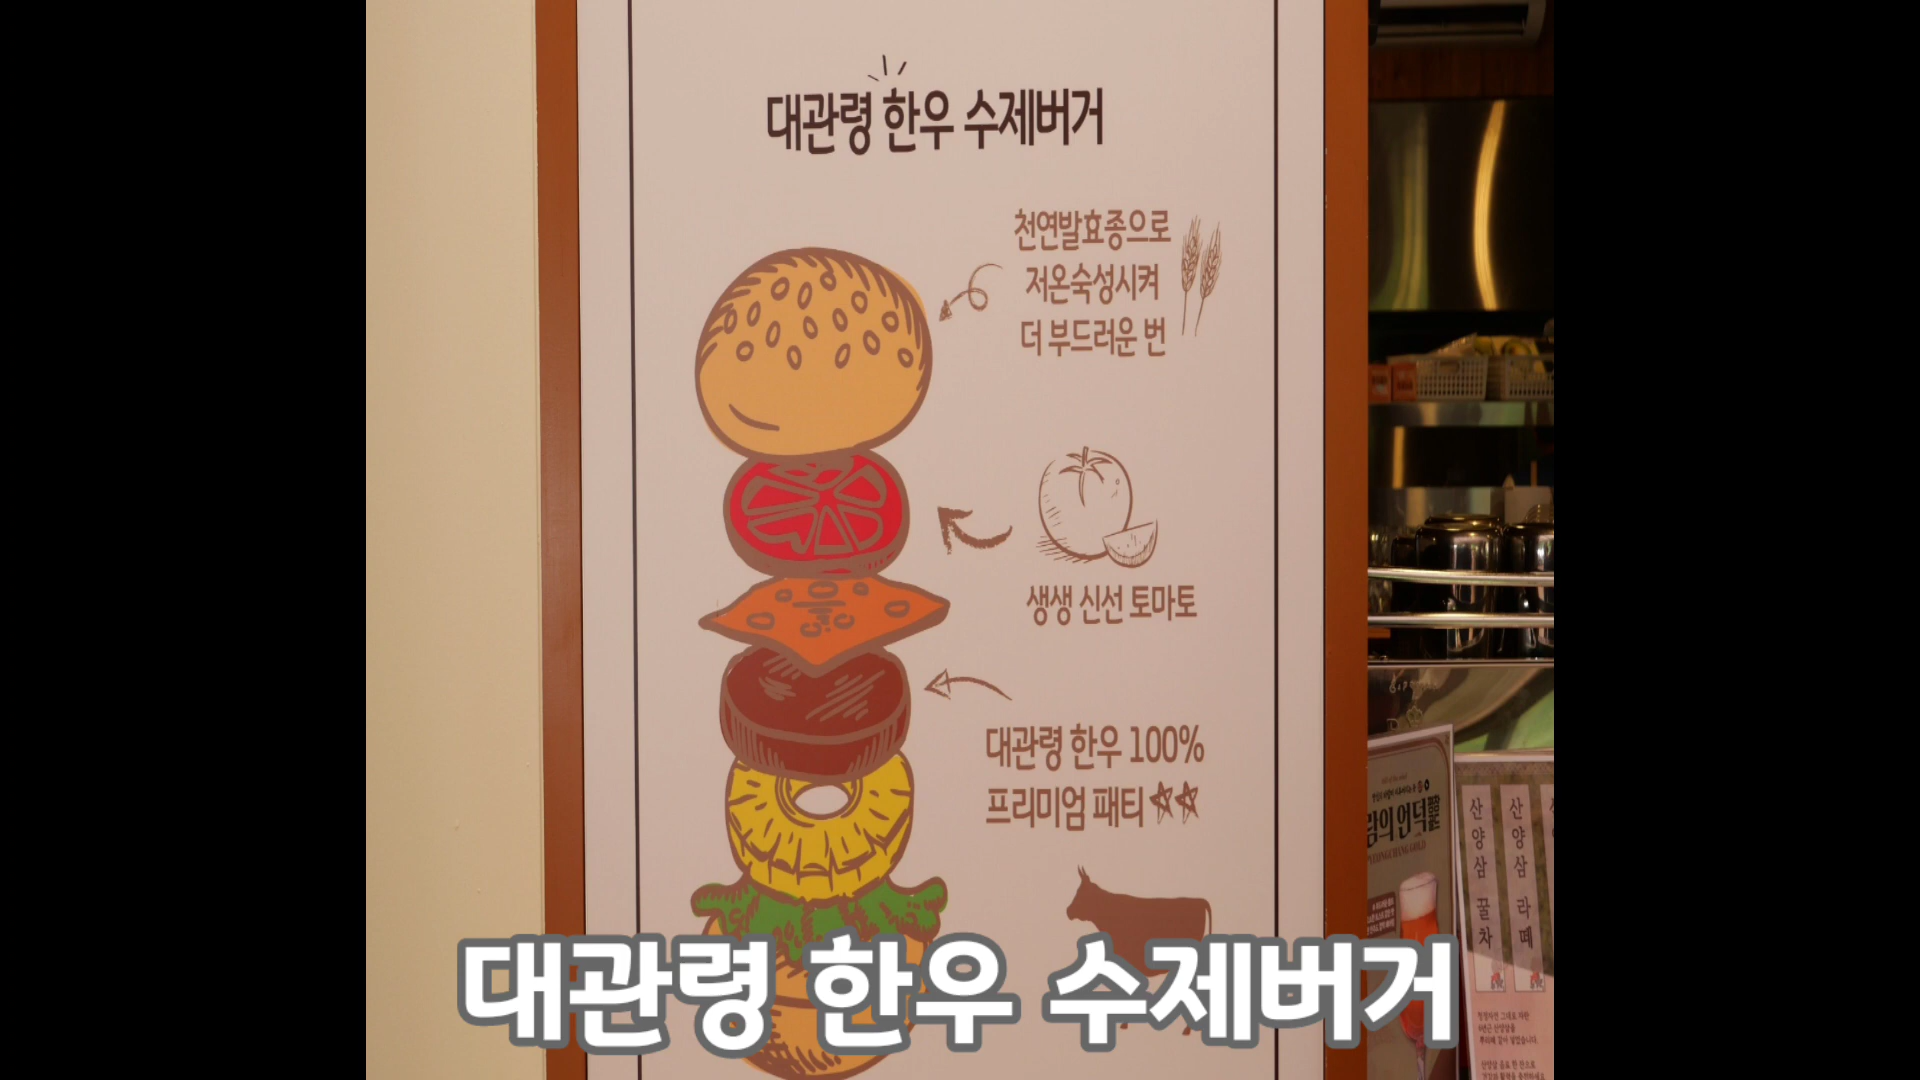 대관령 한우 수제버거
천연발효종으로
저온숙성시켜
더 부드러운 번
생생 신선 토마토
대관령 한우 100%
프리미엄 패티
대관령 한우 수제버거
의 언덕
산양삼 꿀차
산양삼 라떼